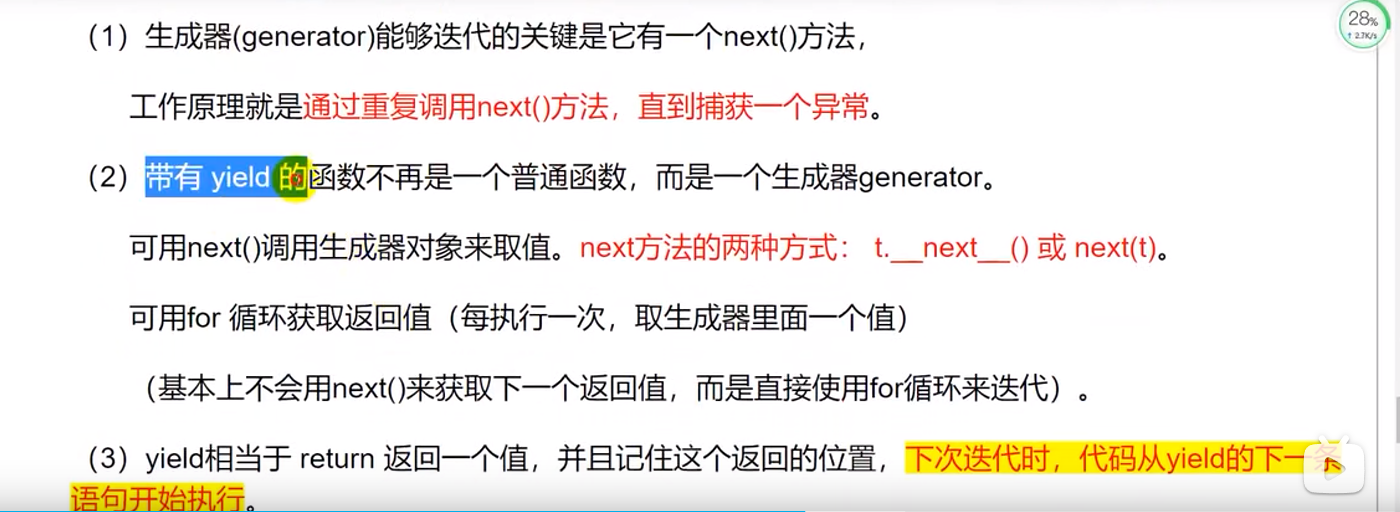 (1）生成器(generator)能够迭代的关键是它有一个next()方法，
28%
↑ 2.7K/s
工作原理就是通过重复调用next()方法，直到捕获一个异常。
(2）带有 yield 的函数不再是一个普通函数，而是一个生成器generator。
可用next()调用生成器对象来取值。next方法的两种方式： t.__next__() 或 next(t)。
可用for 循环获取返回值（每执行一次，取生成器里面一个值）
（基本上不会用next()来获取下一个返回值，而是直接使用for循环来迭代）。
(3）yield相当于 return 返回一个值，并且记住这个返回的位置，下次迭代时，代码从yield的下一条
语句开始执行。